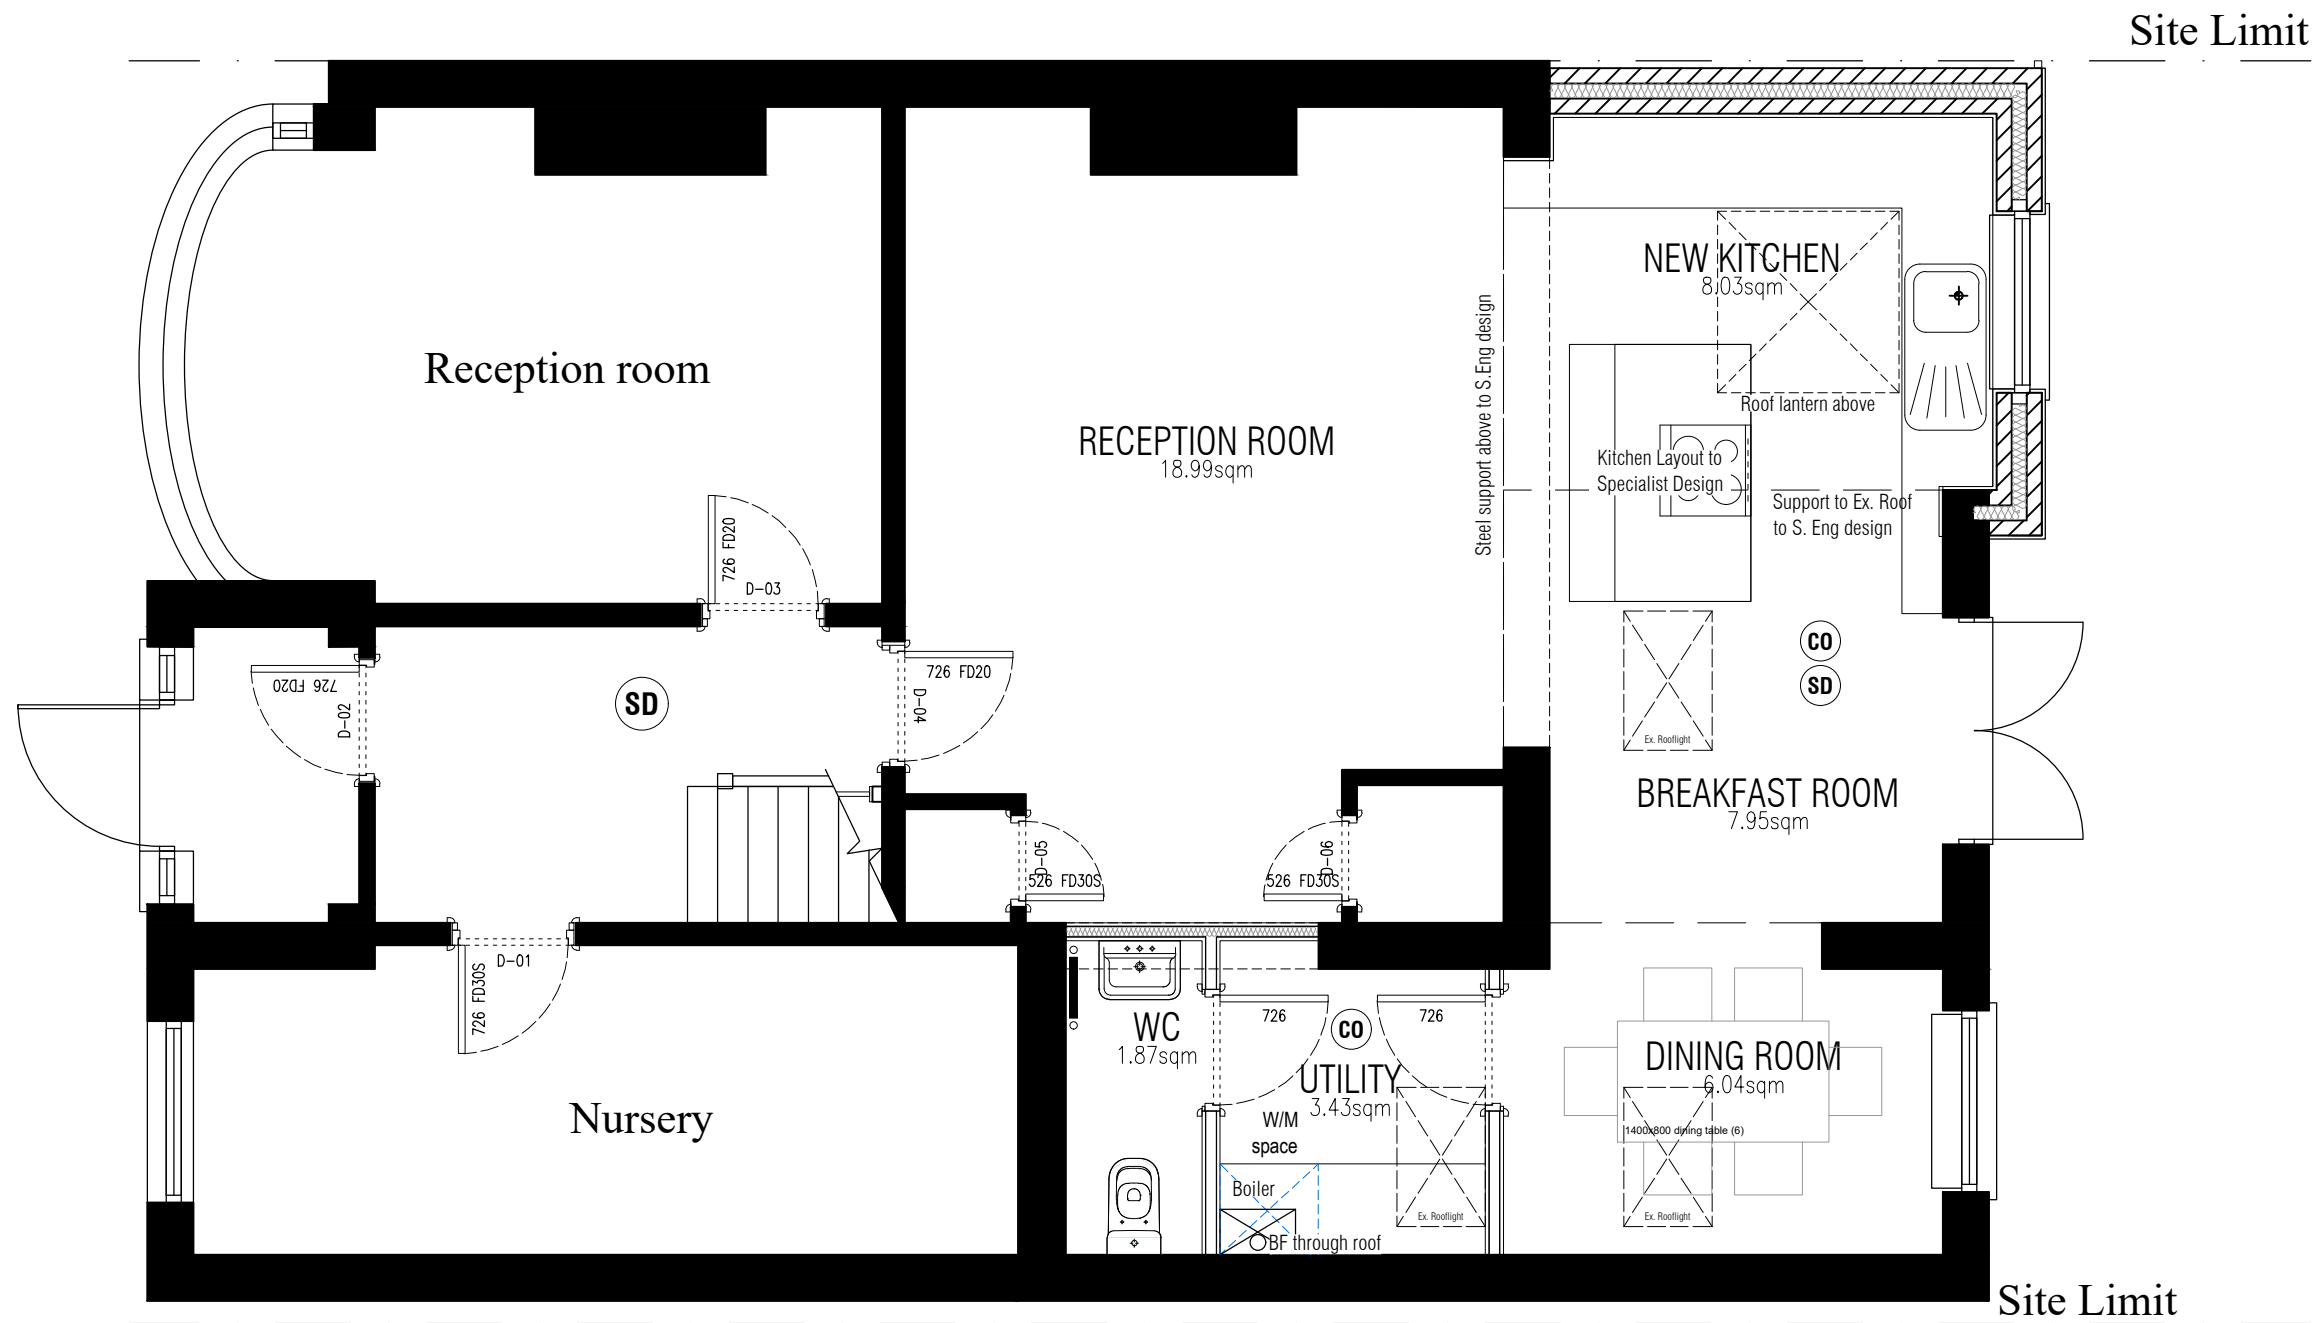 Site Limit
NEW KITCHEN
8.03sqm
Reception room
Roof lantern above
RECEPTION ROOM
18.99sqm
Steel support above to S.Eng design
Kitchen Layout to
Specialist Design
Support to Ex. Roof
to S. Eng design
726 FD20
D-03
726 FD20
D-02
SD
726 FD20
D-04
CO
SD
Ex. Rooflight
BREAKFAST ROOM
7.95sqm
D-05
526 FD30S
D-06
526 FD30S
D-01
726 FD30S
726
726
CO
WC
1.87sqm
UTILITY
3.43sqm
DINING ROOM
6.04sqm
Nursery
W/M
space
1400x800 dining table (6)
Boiler
Ex. Rooflight
Ex. Rooflight
BF through roof
Site Limit